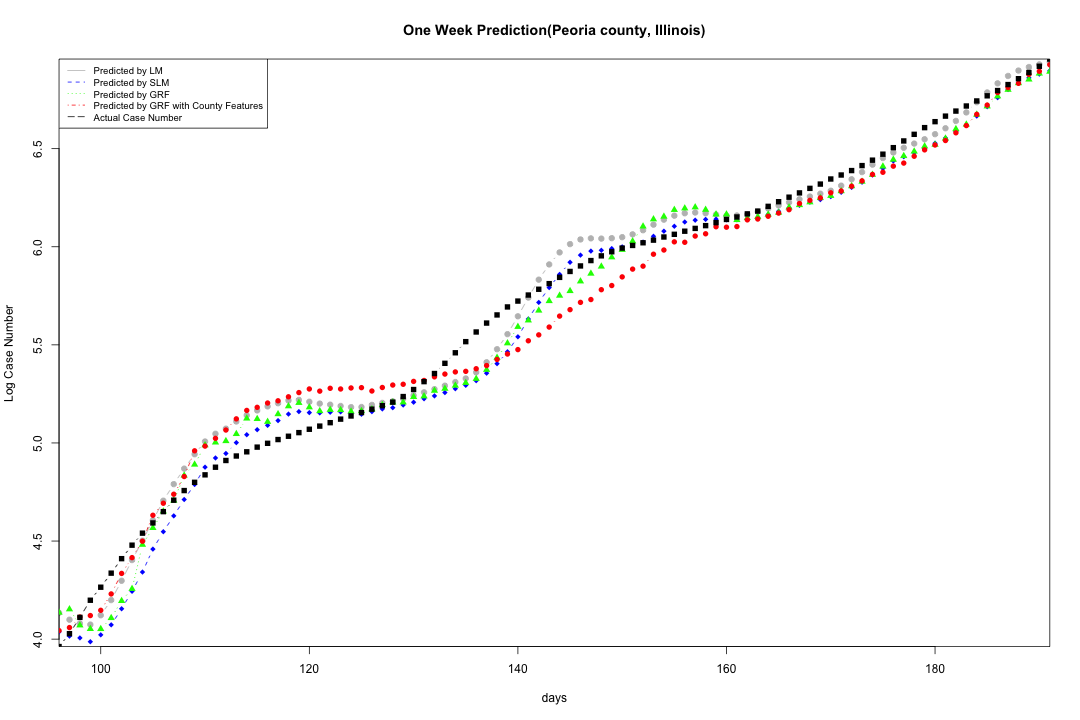 One Week Prediction(Peoria county, Illinois)
Predicted by LM
Predicted by SLM
Predicted by GRF
Predicted by GRF with County Features
Actual Case Number
Log Case Number
6.5
6.0
5.5
5.0
4.5
4.0
100 120 140 160 180
days